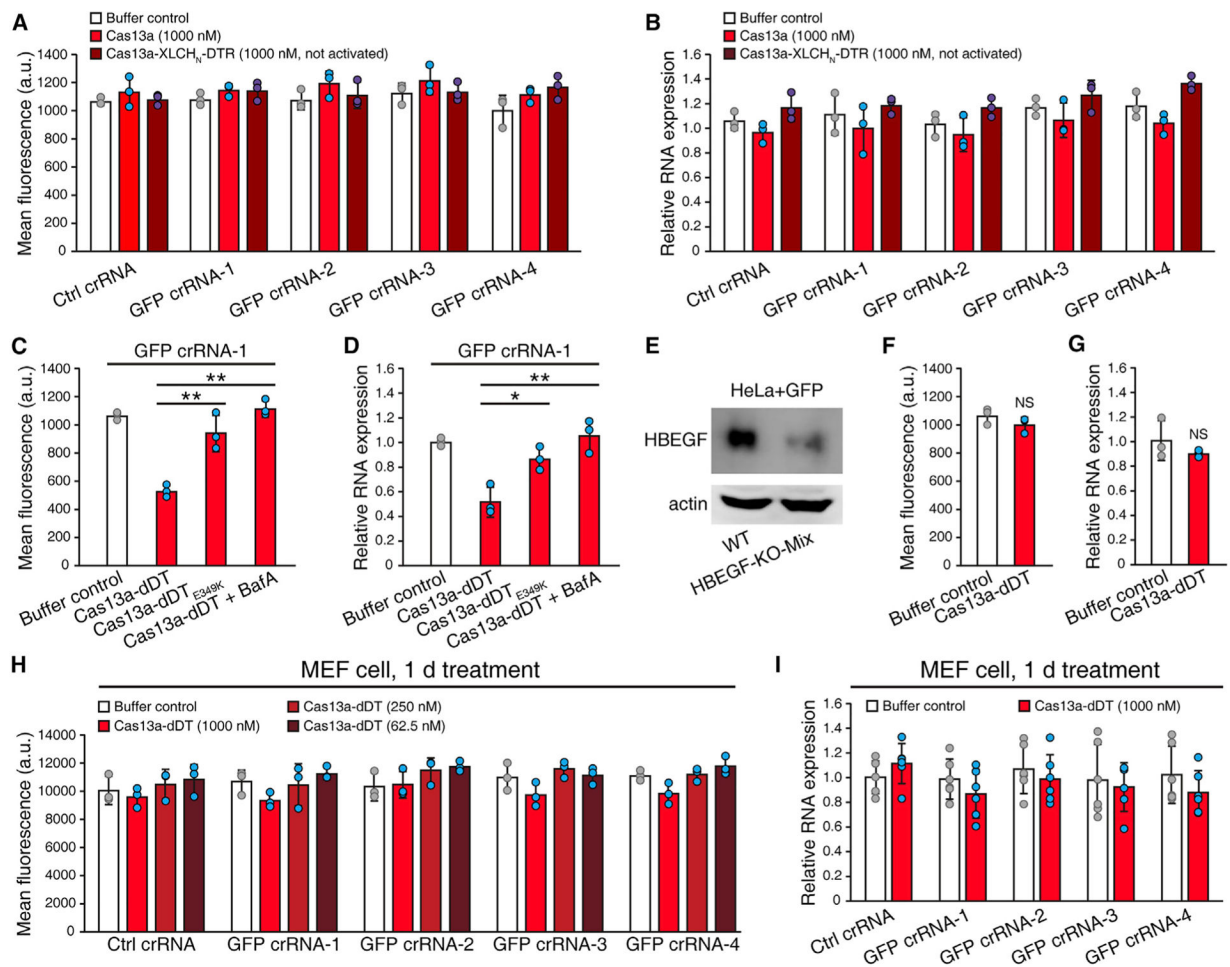 A
Buffer control
Cas13a (1000 nM)
Cas13a-XLCHN-DTR (1000 nM, not activated)
Mean fluorescence (a.u.)
1400
1200
1000
800
600
400
200
0
Ctrl crRNA
GFP crRNA-1
GFP crRNA-2
GFP crRNA-3
GFP crRNA-4
B
Buffer control
Cas13a (1000 nM)
Cas13a-XLCHN-DTR (1000 nM, not activated)
Relative RNA expression
1.6
1.4
1.2
1.0
0.8
0.6
0.4
0.2
0
Ctrl crRNA
GFP crRNA-1
GFP crRNA-2
GFP crRNA-3
GFP crRNA-4
C
GFP crRNA-1
Mean fluorescence (a.u.)
1400
1200
1000
800
600
400
200
0
**
**
Buffer control
Cas13a-dDT
Cas13a-dDTE349K
Cas13a-dDT + BafA
D
GFP crRNA-1
Relative RNA expression
1.6
1.4
1.2
1.0
0.8
0.6
0.4
0.2
0
**
*
Buffer control
Cas13a-dDT
Cas13a-dDTE349K
Cas13a-dDT + BafA
E
HeLa+GFP
HBEGF
actin
WT
HBEGF-KO-Mix
F
Mean fluorescence (a.u.)
1400
1200
1000
800
600
400
200
0
NS
Buffer control
Cas13a-dDT
G
Relative RNA expression
1.6
1.4
1.2
1.0
0.8
0.6
0.4
0.2
0
NS
Buffer control
Cas13a-dDT
H
MEF cell, 1 d treatment
Buffer control
Cas13a-dDT (250 nM)
Cas13a-dDT (1000 nM)
Cas13a-dDT (62.5 nM)
Mean fluorescence (a.u.)
14000
12000
10000
8000
6000
4000
2000
0
Ctrl crRNA
GFP crRNA-1
GFP crRNA-2
GFP crRNA-3
GFP crRNA-4
I
MEF cell, 1 d treatment
Buffer control
Cas13a-dDT (1000 nM)
Relative RNA expression
1.6
1.4
1.2
1.0
0.8
0.6
0.4
0.2
0
Ctrl crRNA
GFP crRNA-1
GFP crRNA-2
GFP crRNA-3
GFP crRNA-4